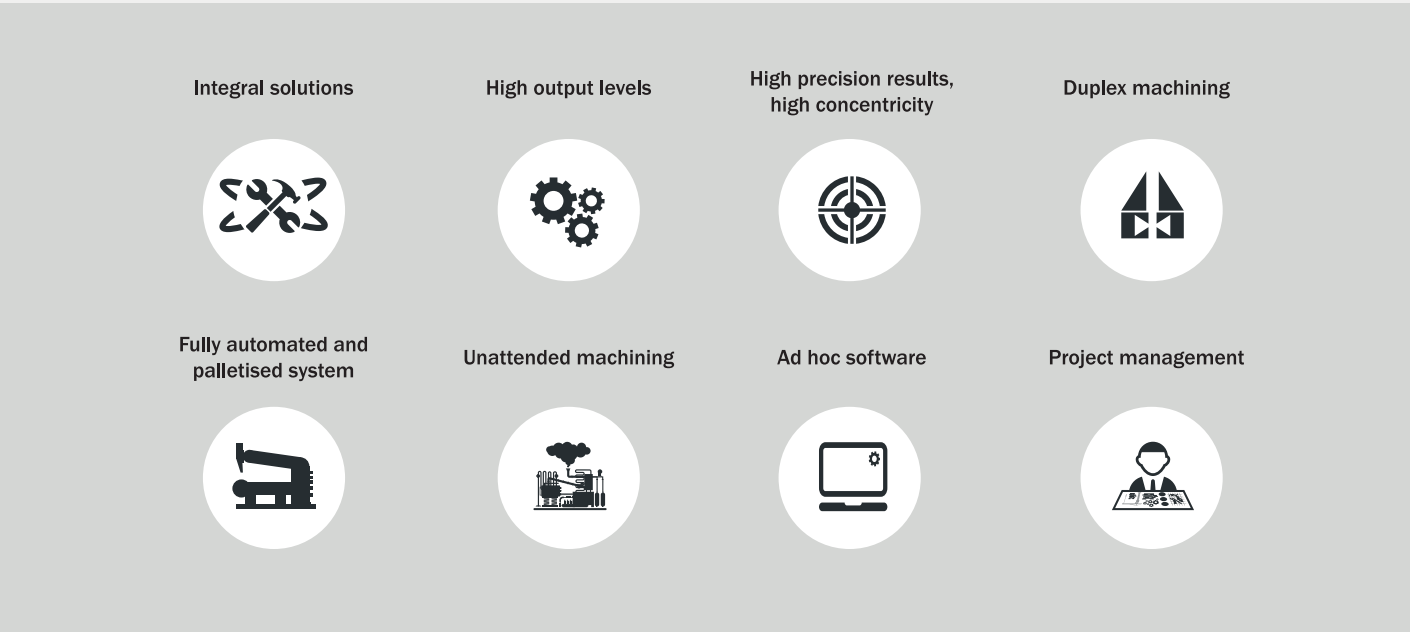 Integral solutions
High output levels
High precision results,
high concentricity
Duplex machining
Fully automated and
palletised system
Unattended machining
Ad hoc software
Project management